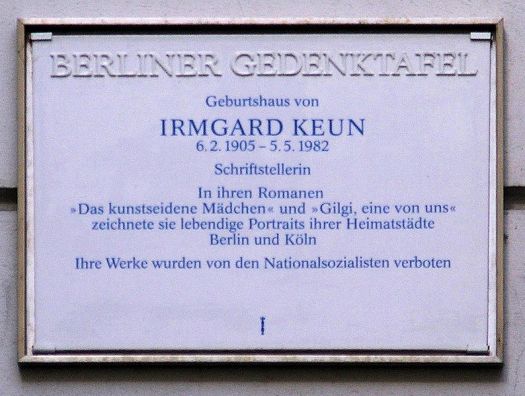 BERLINER GEDENKTAFEL
Geburtshaus von
IRMGARD KEUN
6. 2. 1905 – 5. 5. 1982
Schriftstellerin
In ihren Romanen
»Das kunstseidene Mädchen« und »Gilgi, eine von uns«
zeichnete sie lebendige Portraits ihrer Heimatstädte
Berlin und Köln
Ihre Werke wurden von den Nationalsozialisten verboten